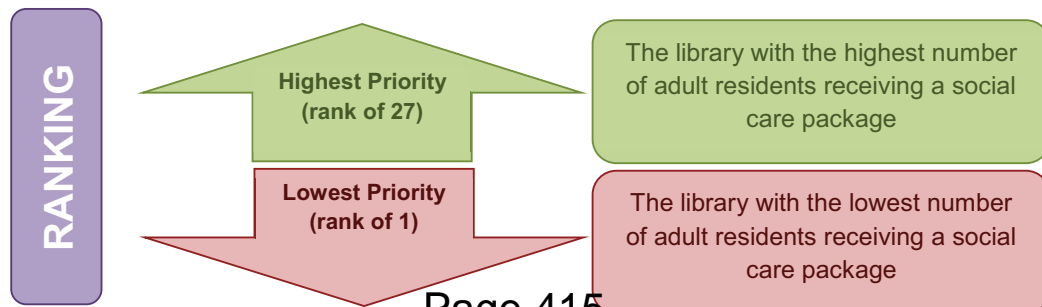 RANKING
Highest Priority
(rank of 27)
The library with the highest number
of adult residents receiving a social
care package
Lowest Priority
(rank of 1)
The library with the lowest number
of adult residents receiving a social
care package
Page 415